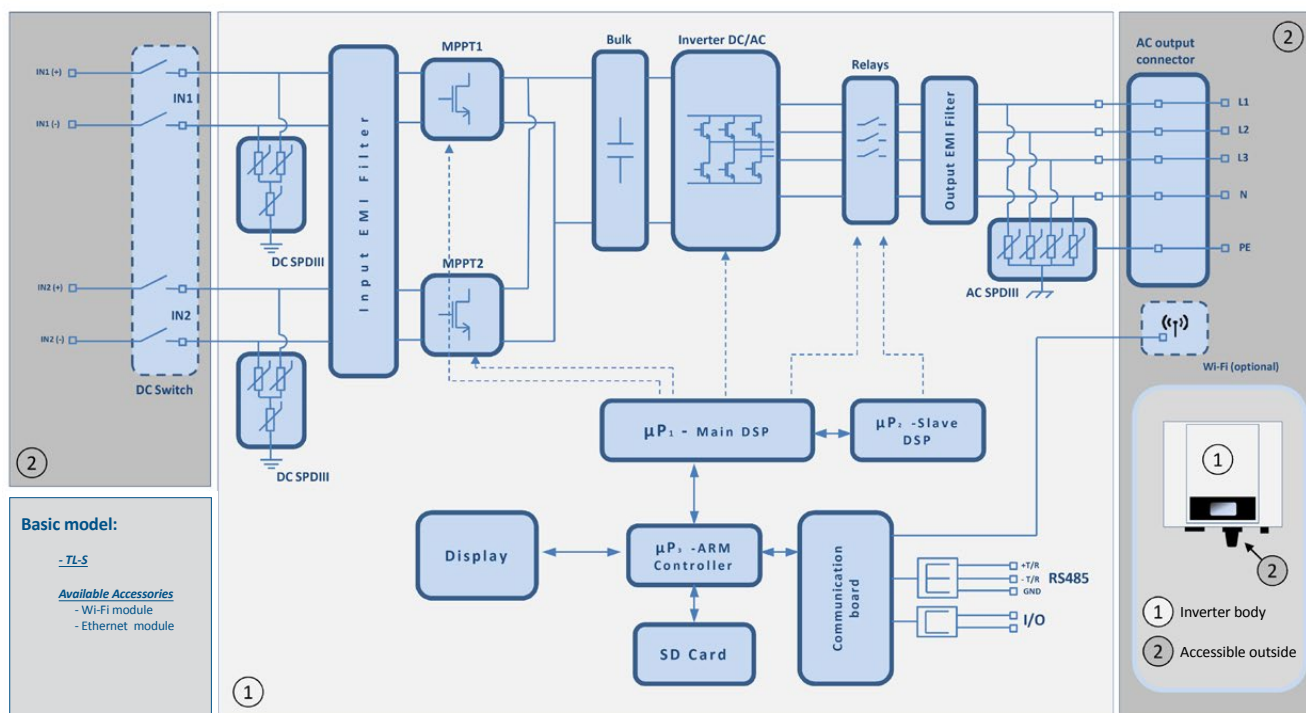 IN1 (+)
IN1 (-)
IN1
IN2 (+)
IN2 (-)
IN2
DC Switch
2
DC SPDIII
DC SPDIII
Input EMI Filter
MPPT1
MPPT2
Bulk
Inverter DC/AC
Relays
Output EMI Filter
AC SPDIII
AC output
connector
2
L1
L2
L3
N
PE
Wi-Fi (optional)
µP1 - Main DSP
µP2 -Slave
DSP
Display
µP3 -ARM
Controller
SD Card
Communication
board
+T/R
- T/R
GND
RS485
I/O
1
Basic model:
- TL-S
Available Accessories
- Wi-Fi module
- Ethernet module
1
2
1 Inverter body
2 Accessible outside